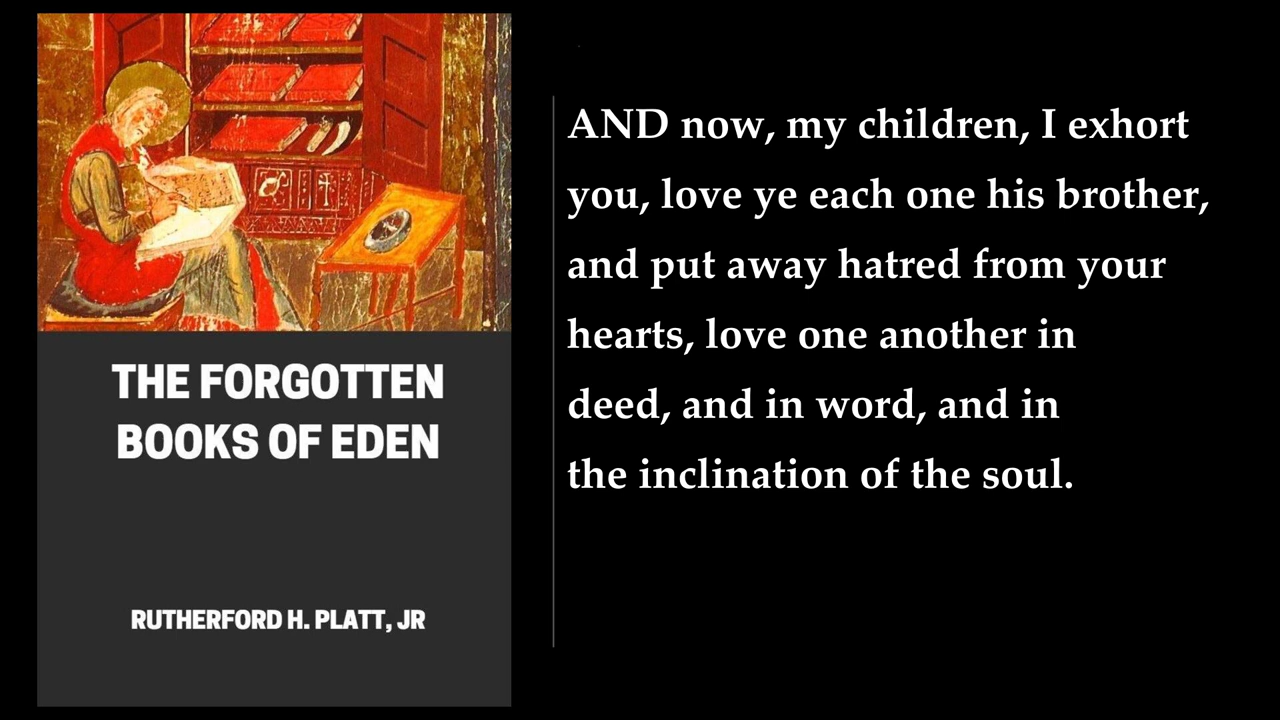 THE FORGOTTEN
BOOKS OF EDEN
RUTHERFORD H. PLATT, JR
AND now, my children, I exhort
you, love ye each one his brother,
and put away hatred from your
hearts, love one another in
deed, and in word, and in
the inclination of the soul.